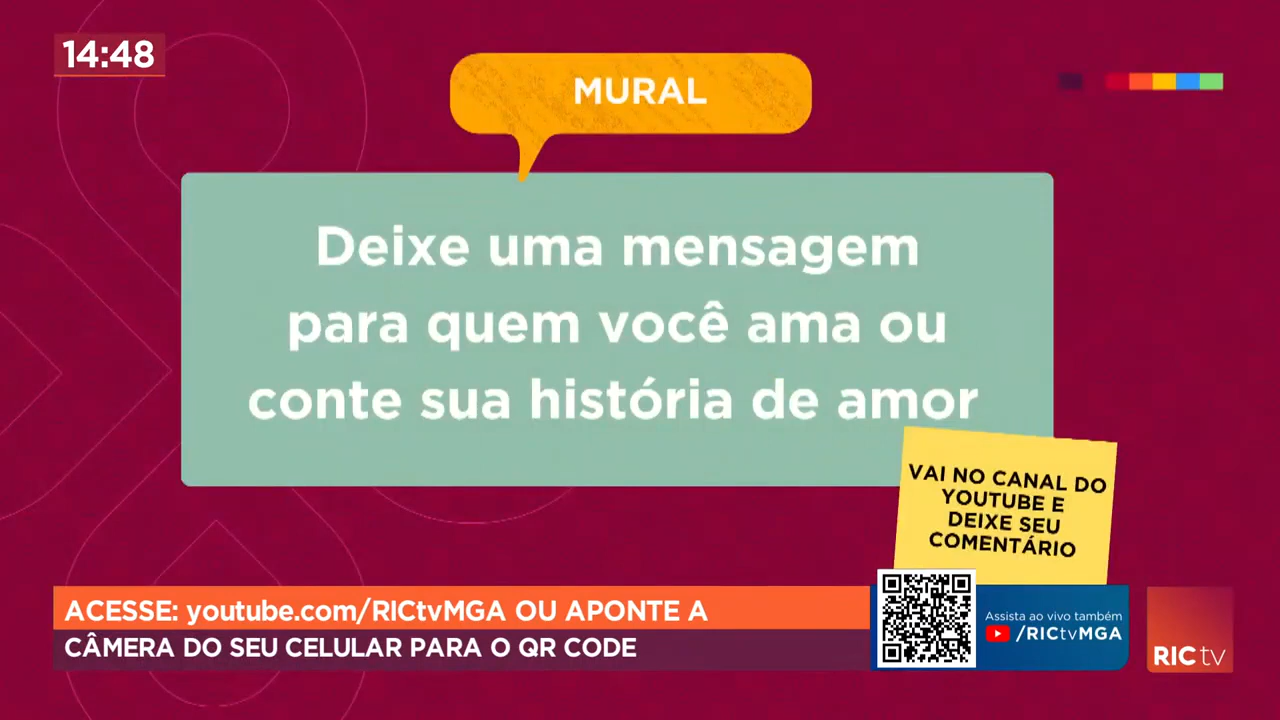 14:48
MURAL
Deixe uma mensagem
para quem você ama ou
conte sua história de amor
VAI NO CANAL DO
YOUTUBE E
DEIXE SEU
COMENTÁRIO
ACESSE: youtube.com/RICtvMGA OU APONTE A
CÂMERA DO SEU CELULAR PARA O QR CODE
Assista ao vivo também
/RICtvMGA
RIC tv